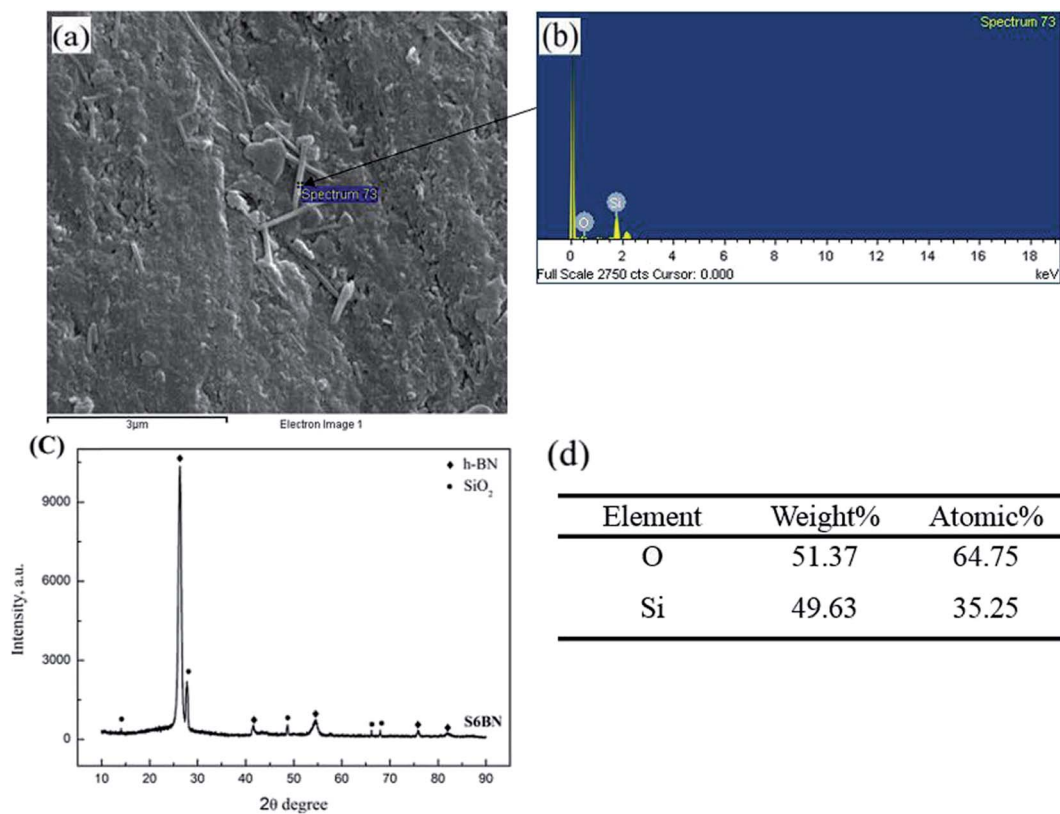 (a)
Spectrum 73
3μm
Electron Image 1
(b)
Spectrum 73
O
Si
0 2 4 6 8 10 12 14 16 18
Full Scale 2750 cts Cursor: 0.000
keV
(C)
h-BN
SiO₂
9000
6000
3000
0
Intensity, a.u.
S6BN
10 20 30 40 50 60 70 80 90
2θ degree
(d)
Element Weight% Atomic%
O 51.37 64.75
Si 49.63 35.25